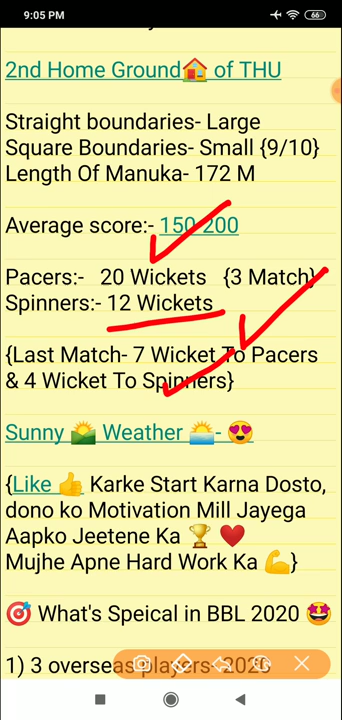 9:05 PM
66
2nd Home Ground🏠 of THU
Straight boundaries- Large
Square Boundaries- Small {9/10}
Length Of Manuka- 172 M
Average score:- 150,200
Pacers:- 20 Wickets {3 Match}
Spinners:- 12 Wickets
{Last Match- 7 Wicket To Pacers
& 4 Wicket To Spinners}
Sunny 🌄 Weather 🌅- 😍
{Like 👍 Karke Start Karna Dosto,
dono ko Motivation Mill Jayega
Aapko Jeetene Ka 🏆 ❤️
Mujhe Apne Hard Work Ka 💪}
🎯 What's Speical in BBL 2020 🤩
1) 3 overseas players- 2020